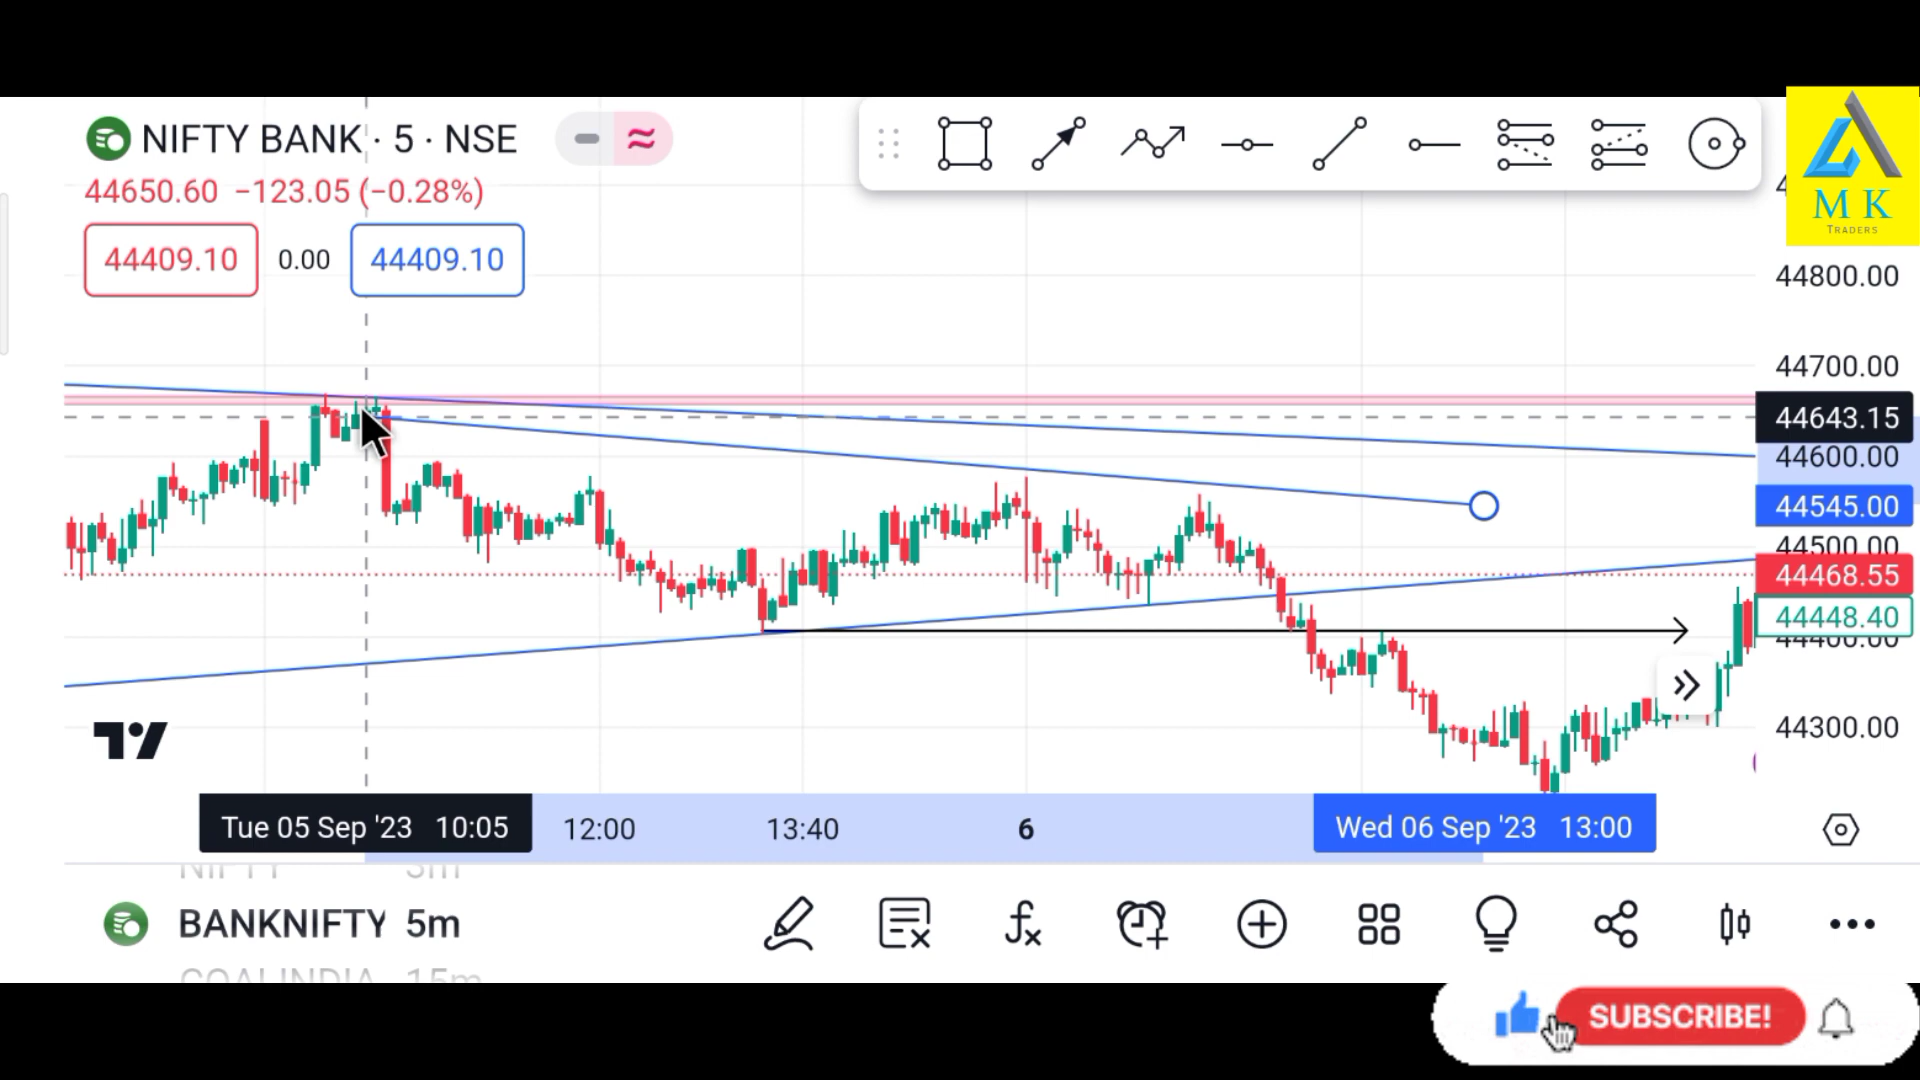 NIFTY BANK · 5 · NSE
44650.60 −123.05 (−0.28%)
44409.10 0.00 44409.10
M K
TRADERS
44800.00
44700.00
44643.15
44600.00
44545.00
44500.00
44468.55
44448.40
44400.00
44300.00
Tue 05 Sep '23 10:05 12:00 13:40 6 Wed 06 Sep '23 13:00
NIFTY 3m
BANKNIFTY 5m
COALINDIA 15m
SUBSCRIBE!